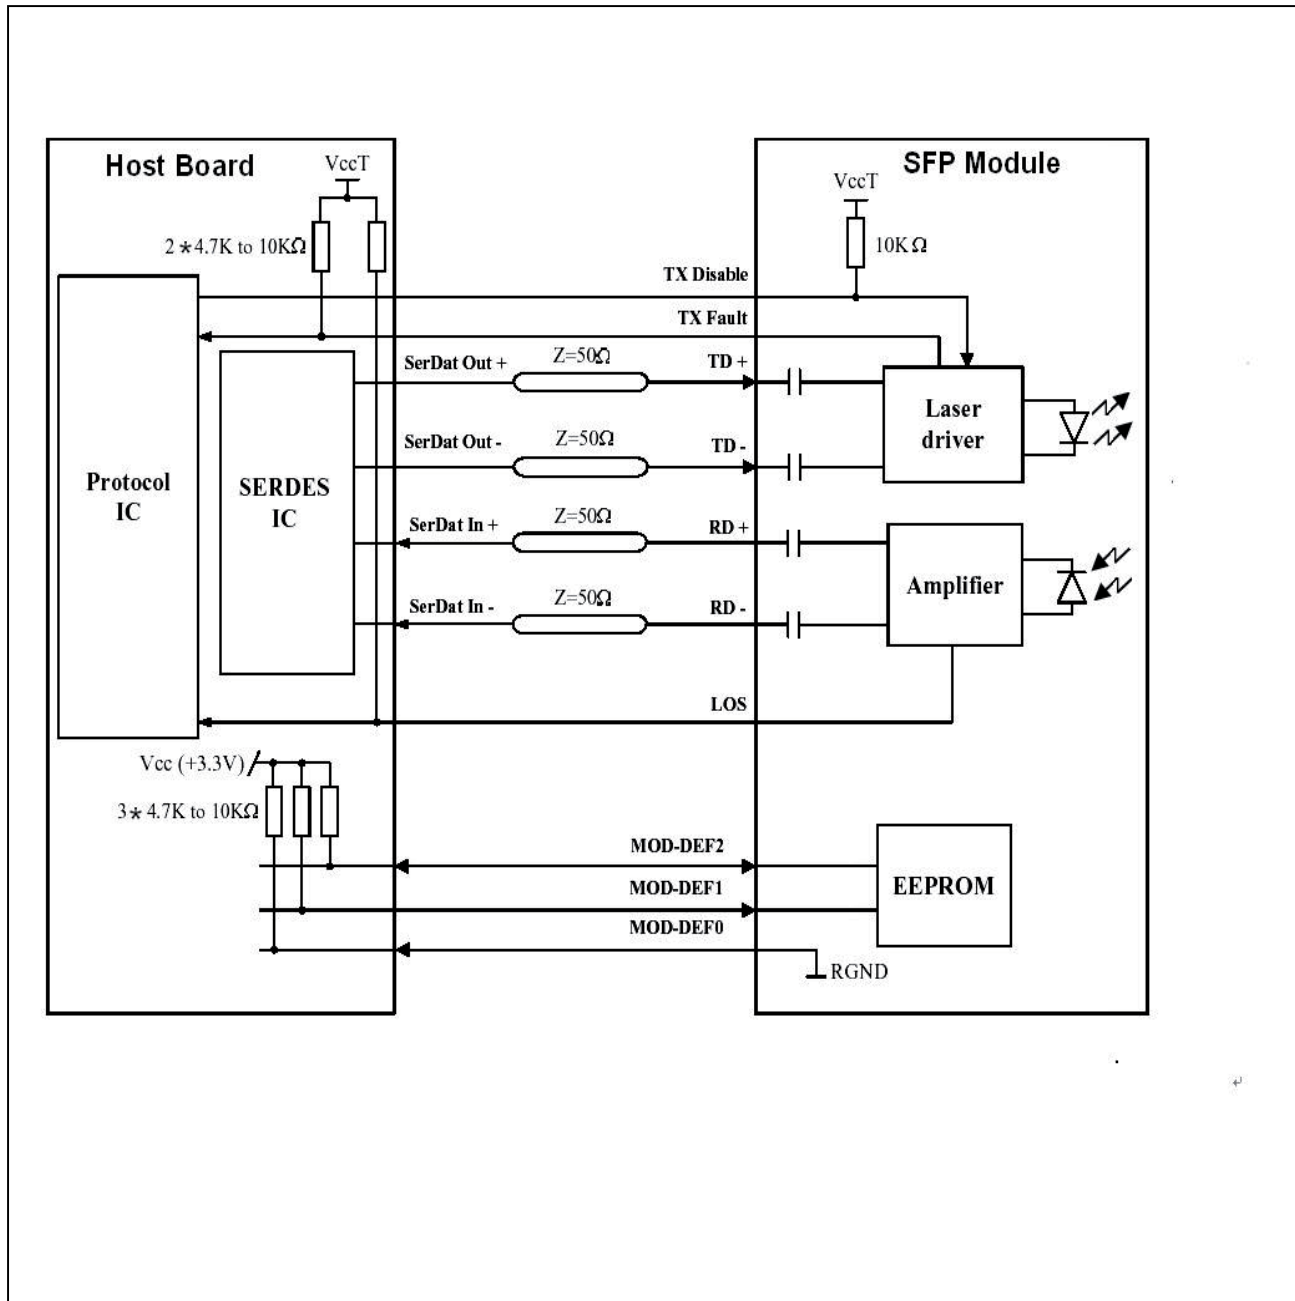 Host Board
SFP Module
VccT
VccT
2*4.7K to 10KΩ
10KΩ
TX Disable
TX Fault
SerDat Out +
Z=50Ω
TD +
SerDat Out -
Z=50Ω
TD -
Laser
driver
Protocol
IC
SERDES
IC
SerDat In +
Z=50Ω
RD +
SerDat In -
Z=50Ω
RD -
Amplifier
LOS
Vcc (+3.3V)
3*4.7K to 10KΩ
MOD-DEF2
MOD-DEF1
MOD-DEF0
EEPROM
RGND